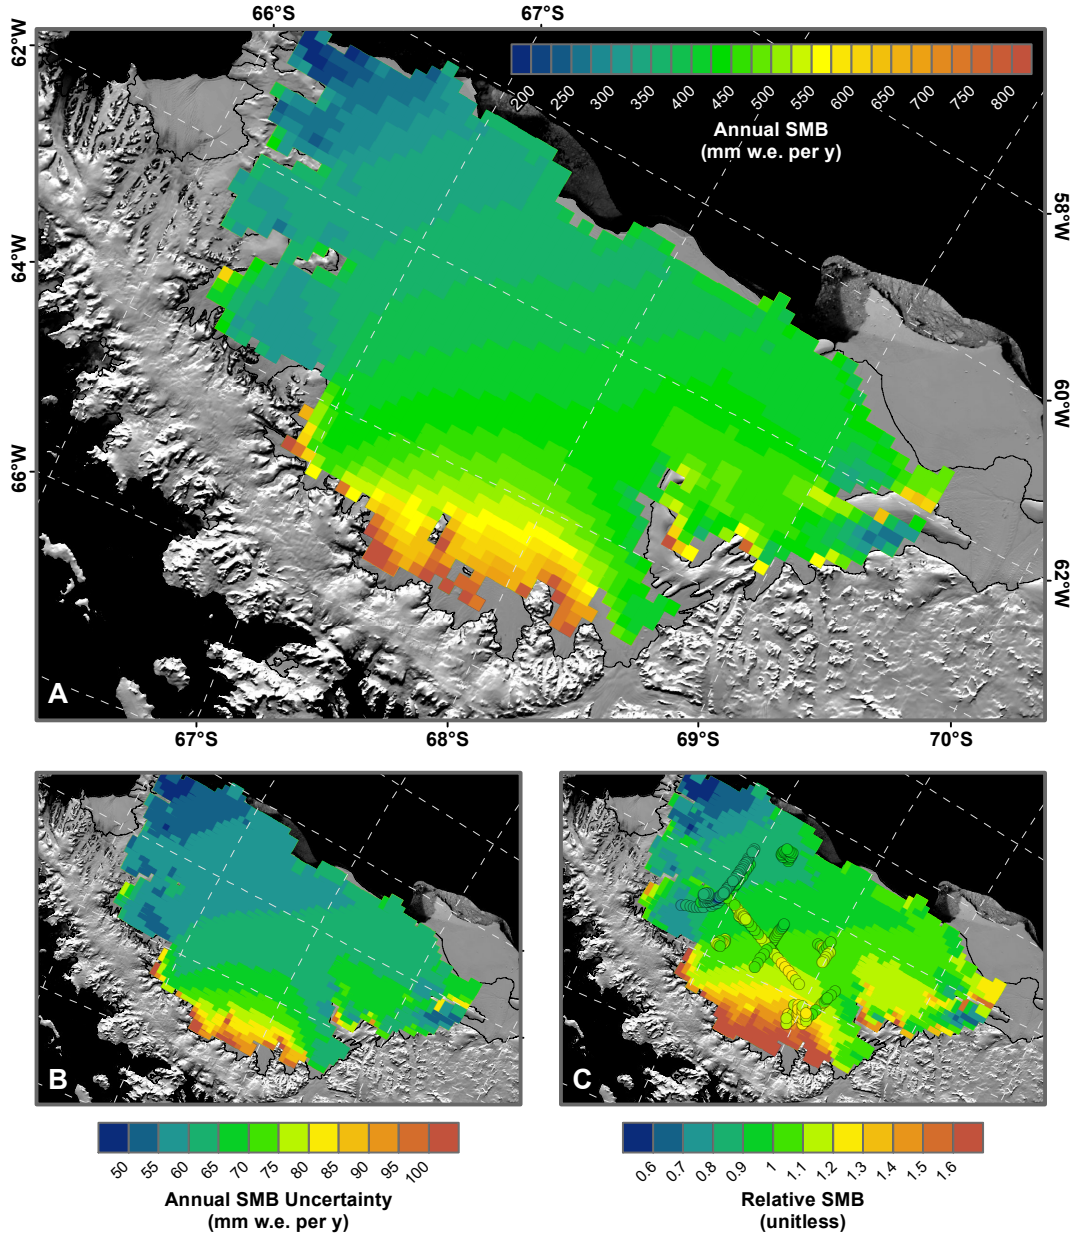 66°S 67°S
62°W
64°W
66°W
58°W
60°W
62°W
200 250 300 350 400 450 500 550 600 650 700 750 800
Annual SMB
(mm w.e. per y)
A
67°S 68°S 69°S 70°S
B
C
50 55 60 65 70 75 80 85 90 95 100
Annual SMB Uncertainty
(mm w.e. per y)
0.6 0.7 0.8 0.9 1 1.1 1.2 1.3 1.4 1.5 1.6
Relative SMB
(unitless)